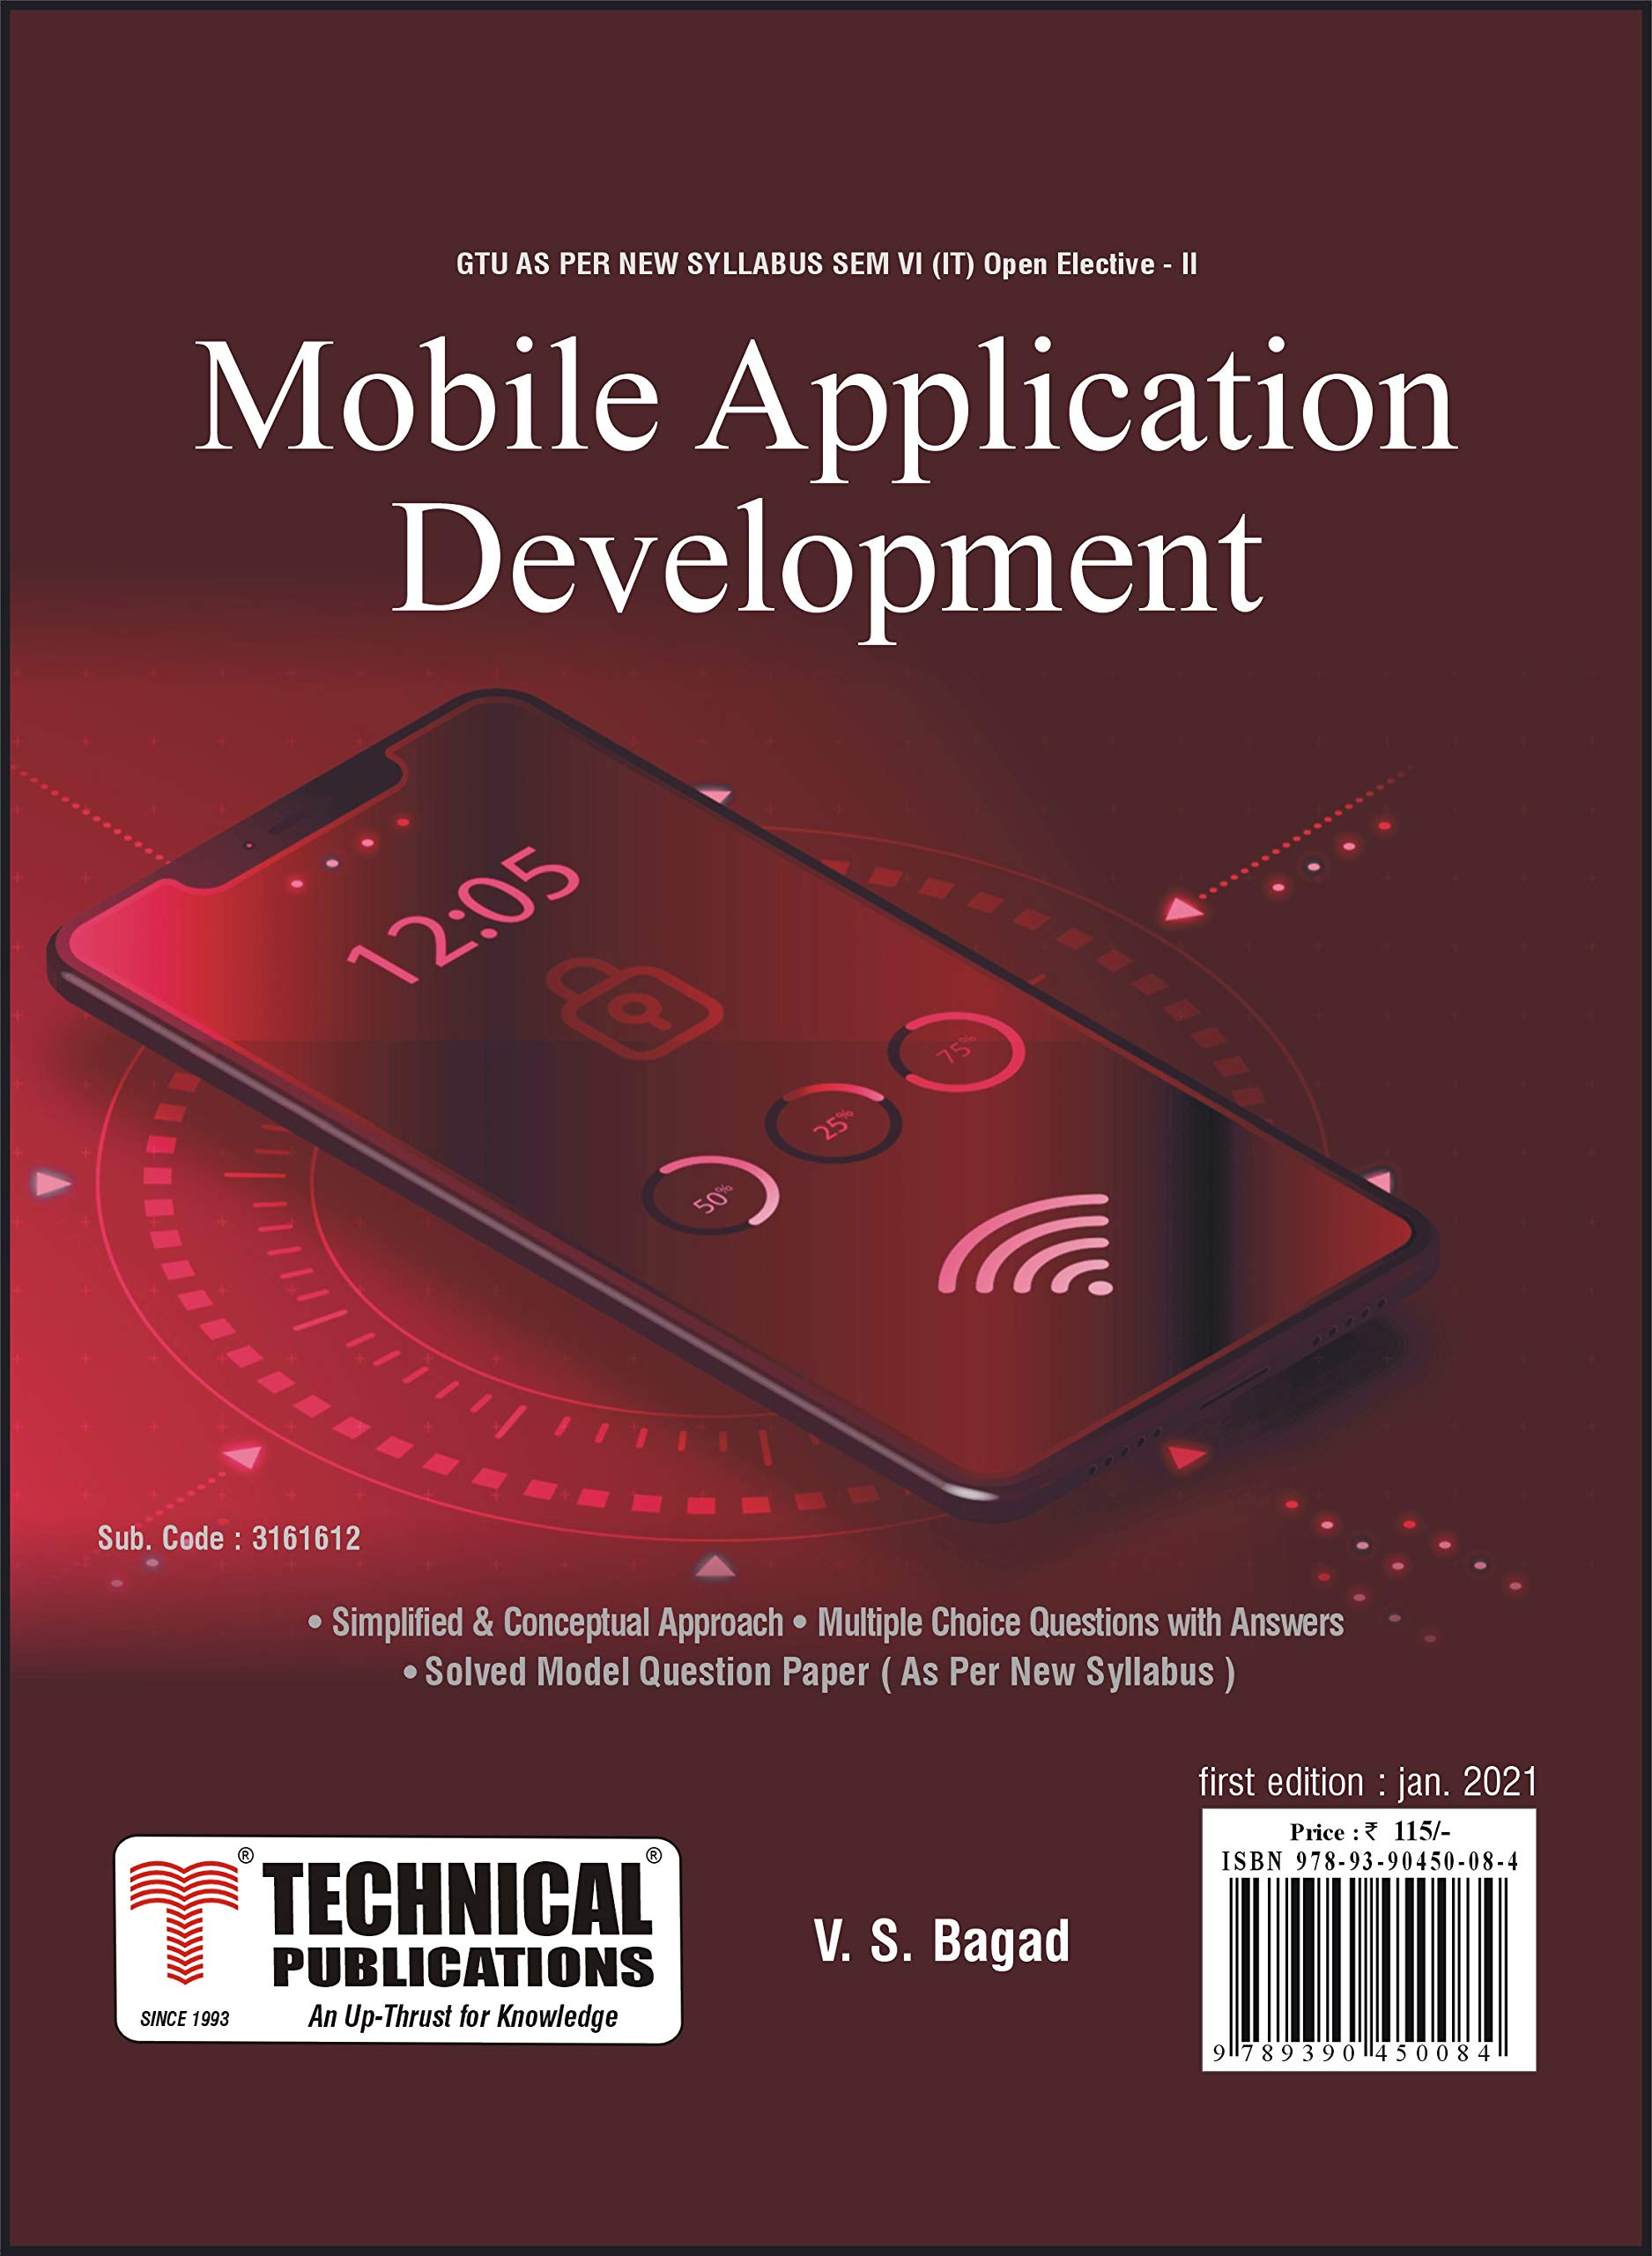 GTU AS PER NEW SYLLABUS SEM VI (IT) Open Elective - II
Mobile Application
Development
12:05
75%
25%
50%
Sub. Code : 3161612
• Simplified & Conceptual Approach • Multiple Choice Questions with Answers
• Solved Model Question Paper ( As Per New Syllabus )
first edition : jan. 2021
Price : ₹ 115/-
ISBN 978-93-90450-08-4
9 789390 450084
® TECHNICAL ®
PUBLICATIONS
SINCE 1993 An Up-Thrust for Knowledge
V. S. Bagad